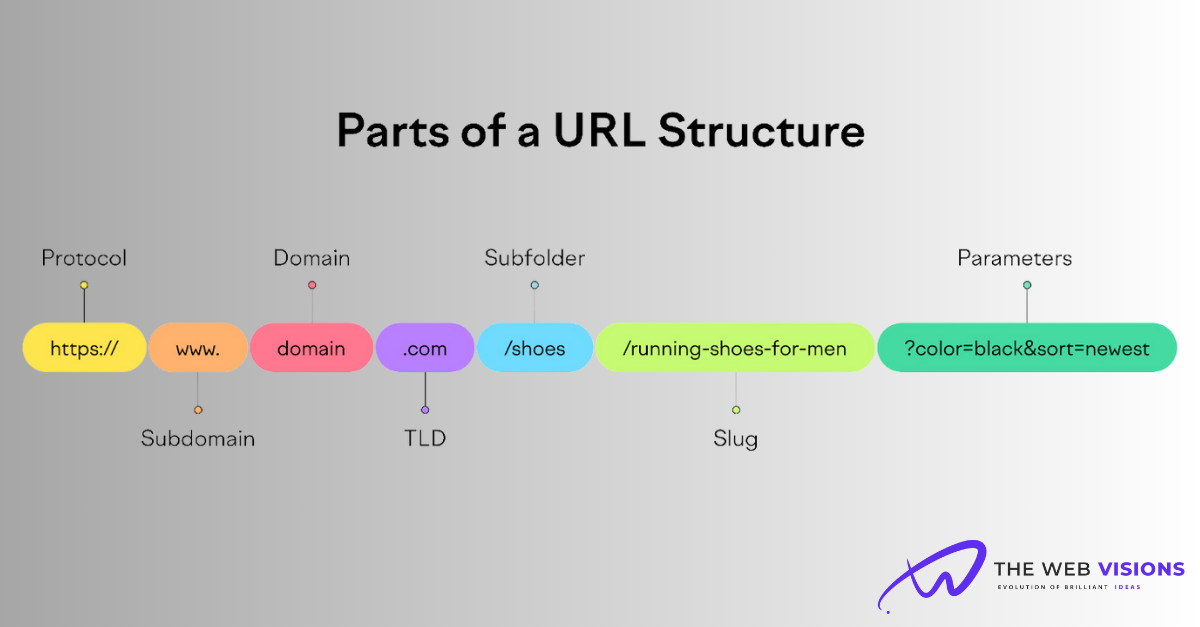 Parts of a URL Structure
Protocol
Domain
Subfolder
Parameters
https://
www.
domain
.com
/shoes
/running-shoes-for-men
?color=black&sort=newest
Subdomain
TLD
Slug
THE WEB VISIONS
EVOLUTION OF BRILLIANT IDEAS